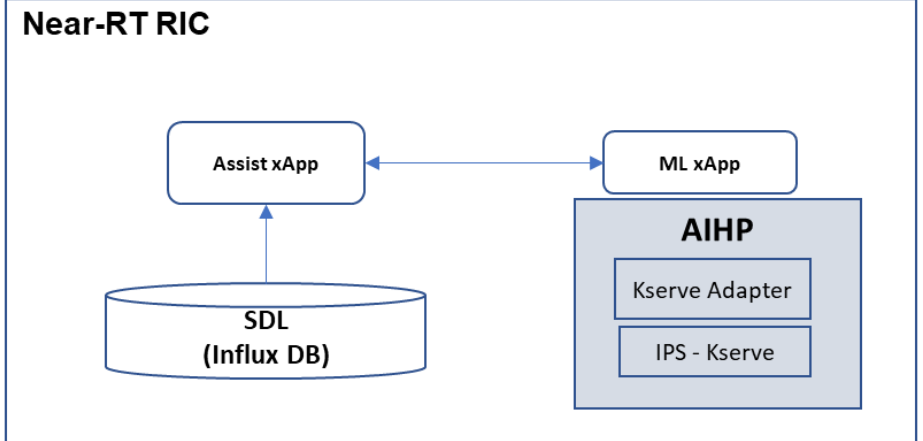 Near-RT RIC
Assist xApp
ML xApp
AIHP
Kserve Adapter
IPS - Kserve
SDL
(Influx DB)